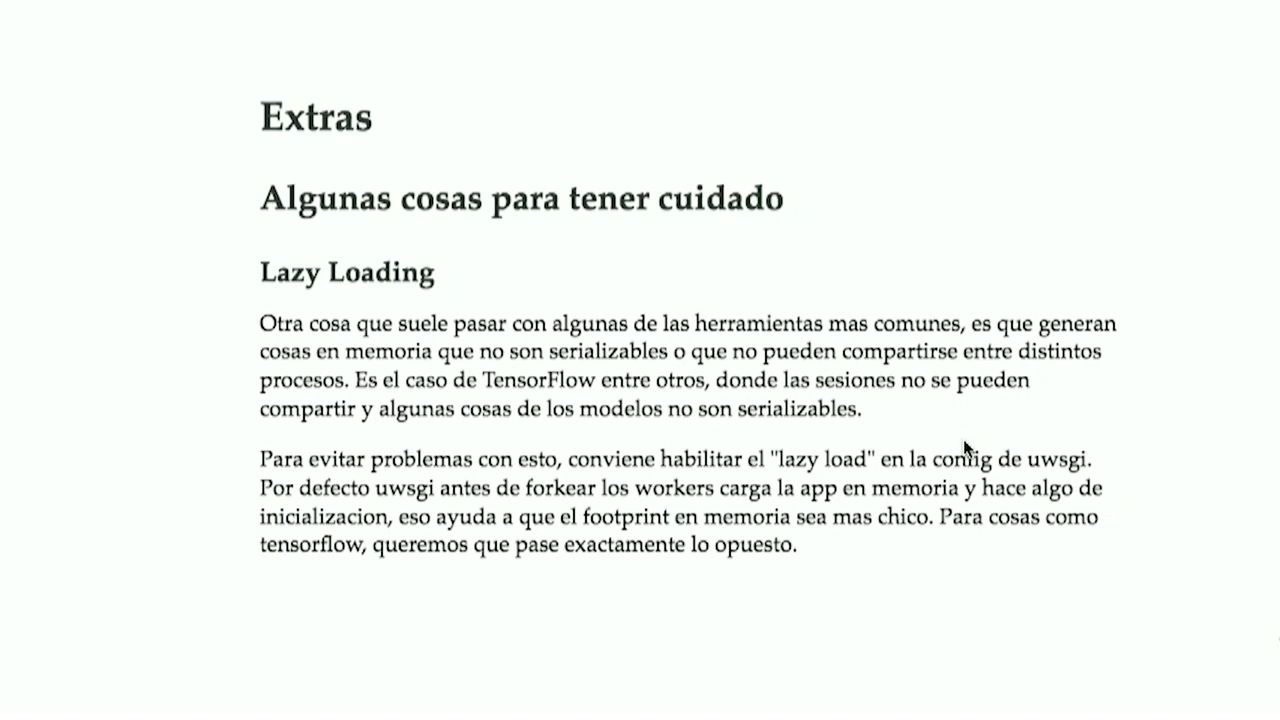 Extras
Algunas cosas para tener cuidado
Lazy Loading
Otra cosa que suele pasar con algunas de las herramientas mas comunes, es que generan
cosas en memoria que no son serializables o que no pueden compartirse entre distintos
procesos. Es el caso de TensorFlow entre otros, donde las sesiones no se pueden
compartir y algunas cosas de los modelos no son serializables.
Para evitar problemas con esto, conviene habilitar el "lazy load" en la config de uwsgi.
Por defecto uwsgi antes de forkear los workers carga la app en memoria y hace algo de
inicializacion, eso ayuda a que el footprint en memoria sea mas chico. Para cosas como
tensorflow, queremos que pase exactamente lo opuesto.